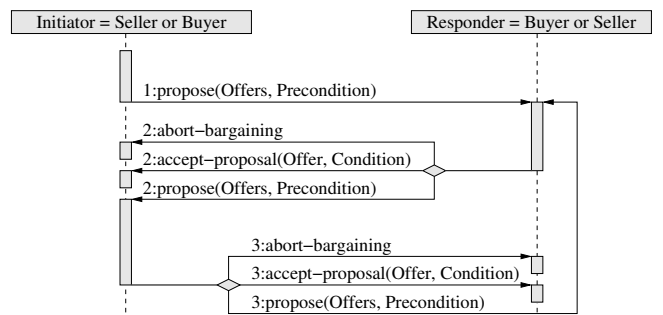 Initiator = Seller or Buyer
Responder = Buyer or Seller
1:propose(Offers, Precondition)
2:abort−bargaining
2:accept−proposal(Offer, Condition)
2:propose(Offers, Precondition)
3:abort−bargaining
3:accept−proposal(Offer, Condition)
3:propose(Offers, Precondition)